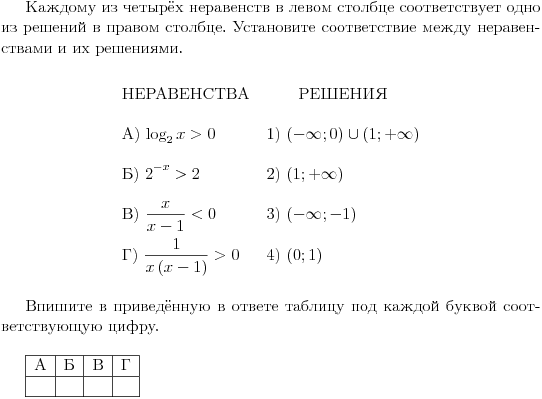 Каждому из четырёх неравенств в левом столбце соответствует одно
из решений в правом столбце. Установите соответствие между неравен-
ствами и их решениями.
НЕРАВЕНСТВА РЕШЕНИЯ
А) log₂ x > 0 1) (−∞; 0) ∪ (1; +∞)
Б) 2⁻ˣ > 2 2) (1; +∞)
В) x/(x − 1) < 0 3) (−∞; −1)
Г) 1/(x (x − 1)) > 0 4) (0; 1)
Впишите в приведённую в ответе таблицу под каждой буквой соот-
ветствующую цифру.
А Б В Г